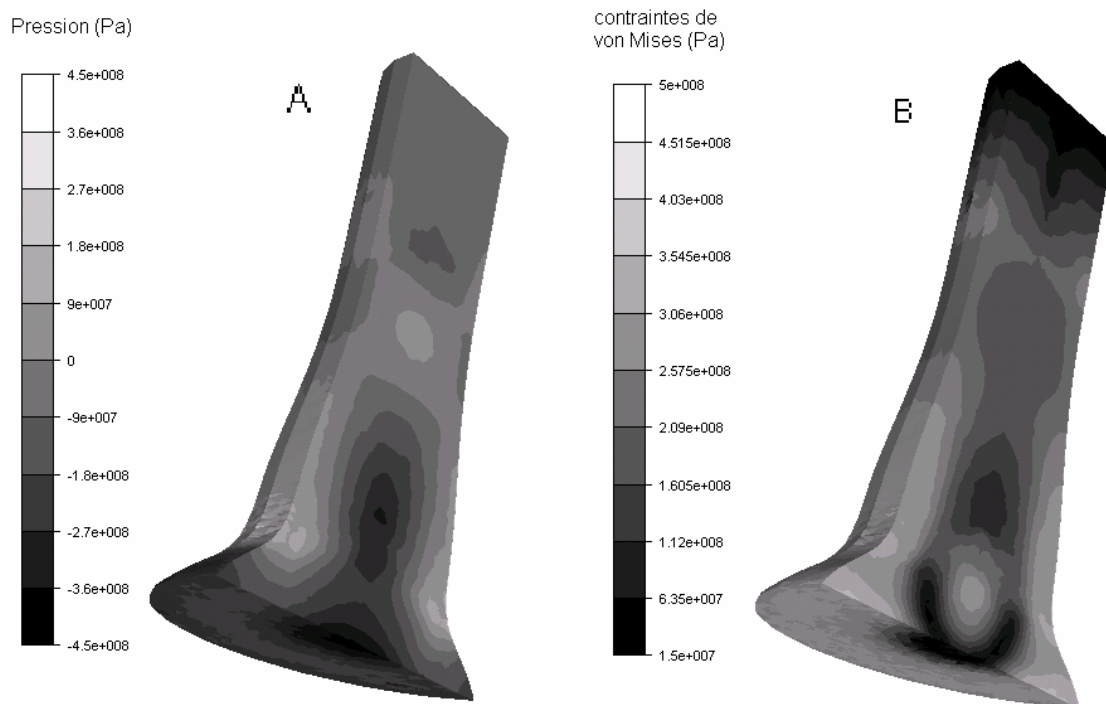 Pression (Pa)
4.5e+008
3.6e+008
2.7e+008
1.8e+008
9e+007
0
-9e+007
-1.8e+008
-2.7e+008
-3.6e+008
-4.5e+008
A
contraintes de
von Mises (Pa)
5e+008
4.515e+008
4.03e+008
3.545e+008
3.06e+008
2.575e+008
2.09e+008
1.605e+008
1.12e+008
6.35e+007
1.5e+007
B